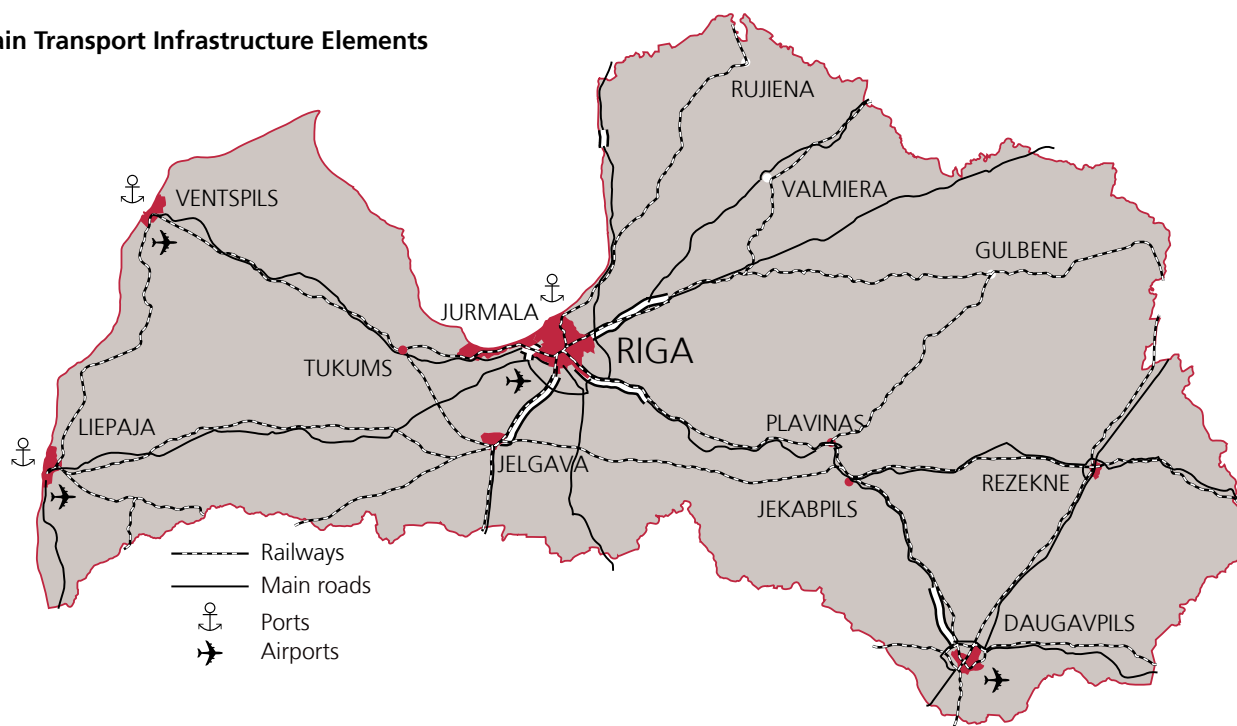 Transport Infrastructure Elements
RUJIENA
VALMIERA
VENTSPILS
GULBENE
JURMALA
RIGA
TUKUMS
LIEPAJA
PLAVINAS
JELGAVA
REZEKNE
JEKABPILS
Railways
Main roads
DAUGAVPILS
Ports
Airports